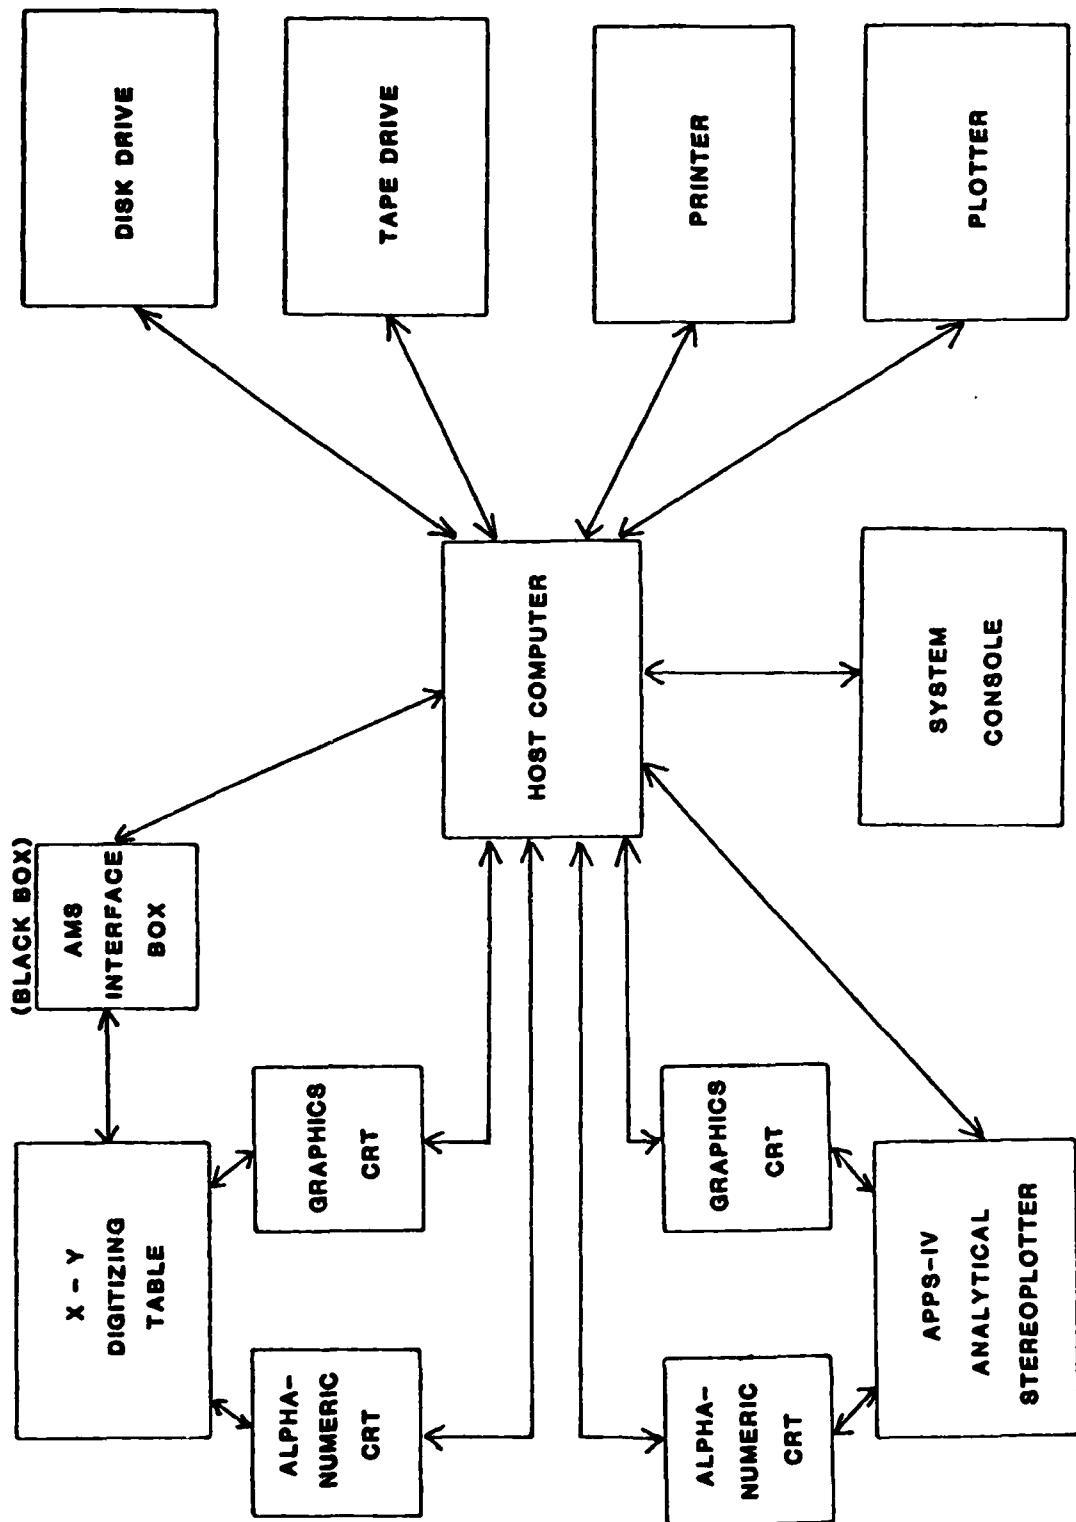 (BLACK BOX)
X - Y
DIGITIZING
TABLE
AMS
INTERFACE
BOX
DISK DRIVE
ALPHA-
NUMERIC
CRT
GRAPHICS
CRT
TAPE DRIVE
HOST COMPUTER
PRINTER
ALPHA-
NUMERIC
CRT
GRAPHICS
CRT
APPS-IV
ANALYTICAL
STEREOPLOTTER
SYSTEM
CONSOLE
PLOTTER